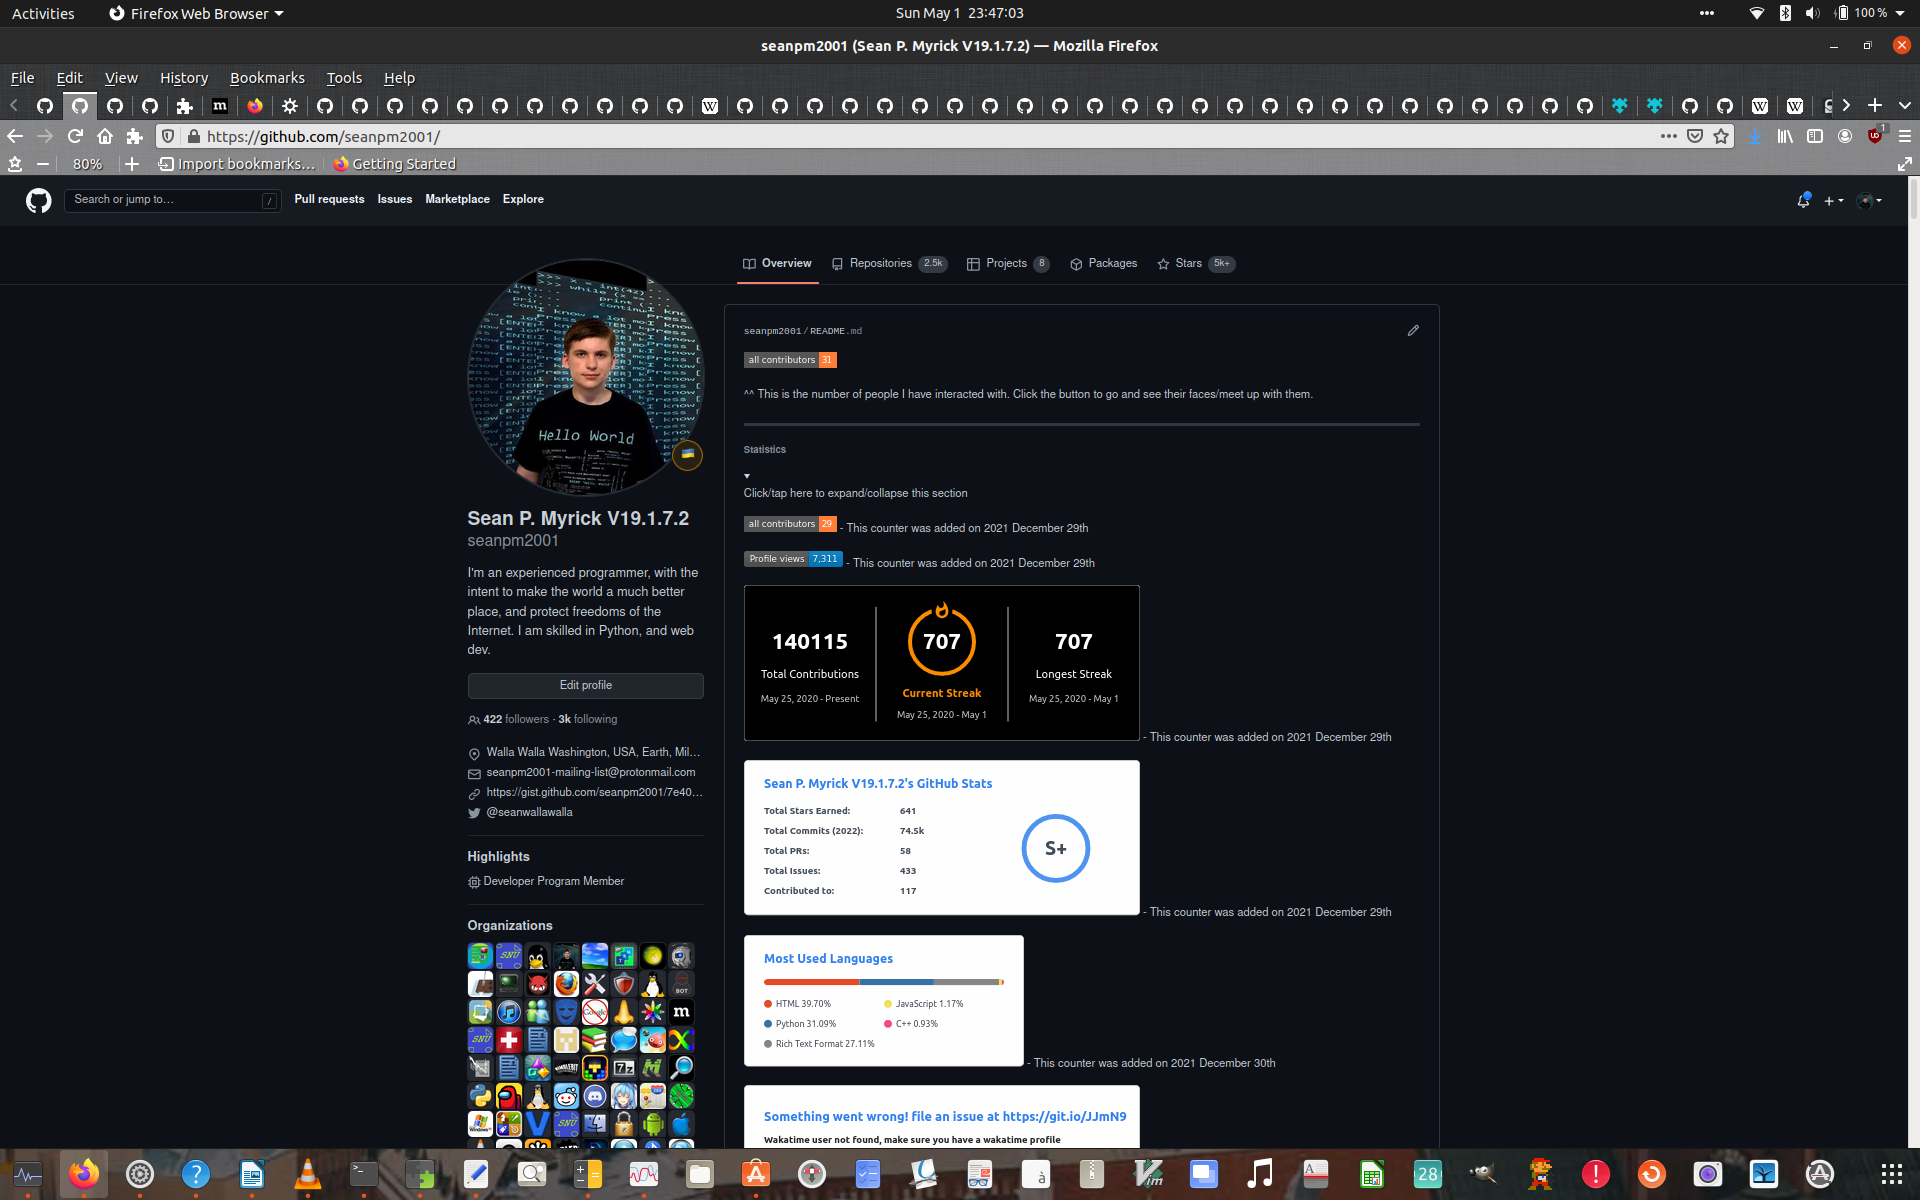 Activities
Firefox Web Browser
Sun May 1 23:47:03
100 %
seanpm2001 (Sean P. Myrick V19.1.7.2) — Mozilla Firefox
File Edit View History Bookmarks Tools Help
https://github.com/seanpm2001/
80%
Import bookmarks…
Getting Started
Search or jump to…
/
Pull requests
Issues
Marketplace
Explore
Overview
Repositories 2.5k
Projects 8
Packages
Stars 5k+
Hello World
Sean P. Myrick V19.1.7.2
seanpm2001
I'm an experienced programmer, with the
intent to make the world a much better
place, and protect freedoms of the
Internet. I am skilled in Python, and web
dev.
Edit profile
422 followers · 3k following
Walla Walla Washington, USA, Earth, Mil…
seanpm2001-mailing-list@protonmail.com
https://gist.github.com/seanpm2001/7e40…
@seanwallawalla
Highlights
Developer Program Member
Organizations
seanpm2001/README.md
all contributors 31
^^ This is the number of people I have interacted with. Click the button to go and see their faces/meet up with them.
Statistics
Click/tap here to expand/collapse this section
all contributors 29 - This counter was added on 2021 December 29th
Profile views 7,311 - This counter was added on 2021 December 29th
140115
Total Contributions
May 25, 2020 - Present
707
Current Streak
May 25, 2020 - May 1
707
Longest Streak
May 25, 2020 - May 1
- This counter was added on 2021 December 29th
Sean P. Myrick V19.1.7.2's GitHub Stats
Total Stars Earned: 641
Total Commits (2022): 74.5k
Total PRs: 58
Total Issues: 433
Contributed to: 117
S+
- This counter was added on 2021 December 29th
Most Used Languages
HTML 39.70%
JavaScript 1.17%
Python 31.09%
C++ 0.93%
Rich Text Format 27.11%
- This counter was added on 2021 December 30th
Something went wrong! file an issue at https://git.io/JJmN9
Wakatime user not found, make sure you have a wakatime profile
28